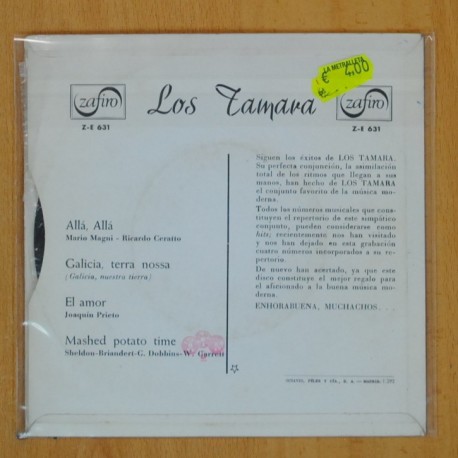 zafiro
Z-E 631
Los Tamara
LA METRALLETA
€ 4,00
zafiro
Z-E 631
Allá, Allá
Mario Magni - Ricardo Ceratto
Galicia, terra nossa
(Galicia, nuestra tierra)
El amor
Joaquín Prieto
Mashed potato time
Sheldon-Briandert-G. Dobbins-W. Garrett
Siguen los éxitos de LOS TAMARA.
Su perfecta conjunción, la asimilación
total de los ritmos que llegan a sus
manos, han hecho de LOS TAMARA
el conjunto favorito de la música mo-
derna.
Todos los números musicales que cons-
tituyen el repertorio de este simpático
conjunto, pueden considerarse como
hits; recientemente nos han visitado y
nos han dejado en esta grabación
cuatro números incorporados a su re-
pertorio.
De nuevo han acertado, ya que este
disco constituye el mejor regalo para
el aficionado a la buena música mo-
derna.
ENHORABUENA, MUCHACHOS. . .